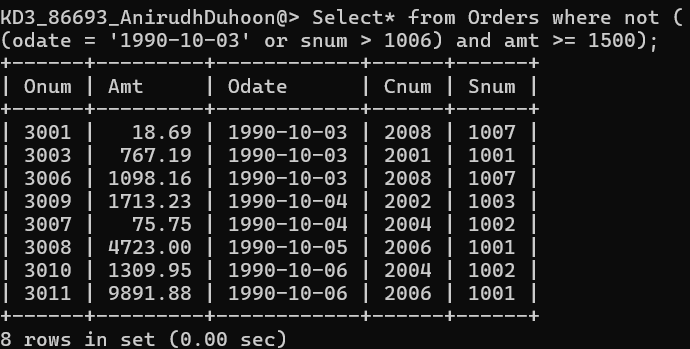 KD3_86693_AnirudhDuhoon@> Select* from Orders where not (
(odate = '1990-10-03' or snum > 1006) and amt >= 1500);
+------+---------+------------+------+------+
| Onum | Amt     | Odate      | Cnum | Snum |
+------+---------+------------+------+------+
| 3001 |   18.69 | 1990-10-03 | 2008 | 1007 |
| 3003 |  767.19 | 1990-10-03 | 2001 | 1001 |
| 3006 | 1098.16 | 1990-10-03 | 2008 | 1007 |
| 3009 | 1713.23 | 1990-10-04 | 2002 | 1003 |
| 3007 |   75.75 | 1990-10-04 | 2004 | 1002 |
| 3008 | 4723.00 | 1990-10-05 | 2006 | 1001 |
| 3010 | 1309.95 | 1990-10-06 | 2004 | 1002 |
| 3011 | 9891.88 | 1990-10-06 | 2006 | 1001 |
+------+---------+------------+------+------+
8 rows in set (0.00 sec)